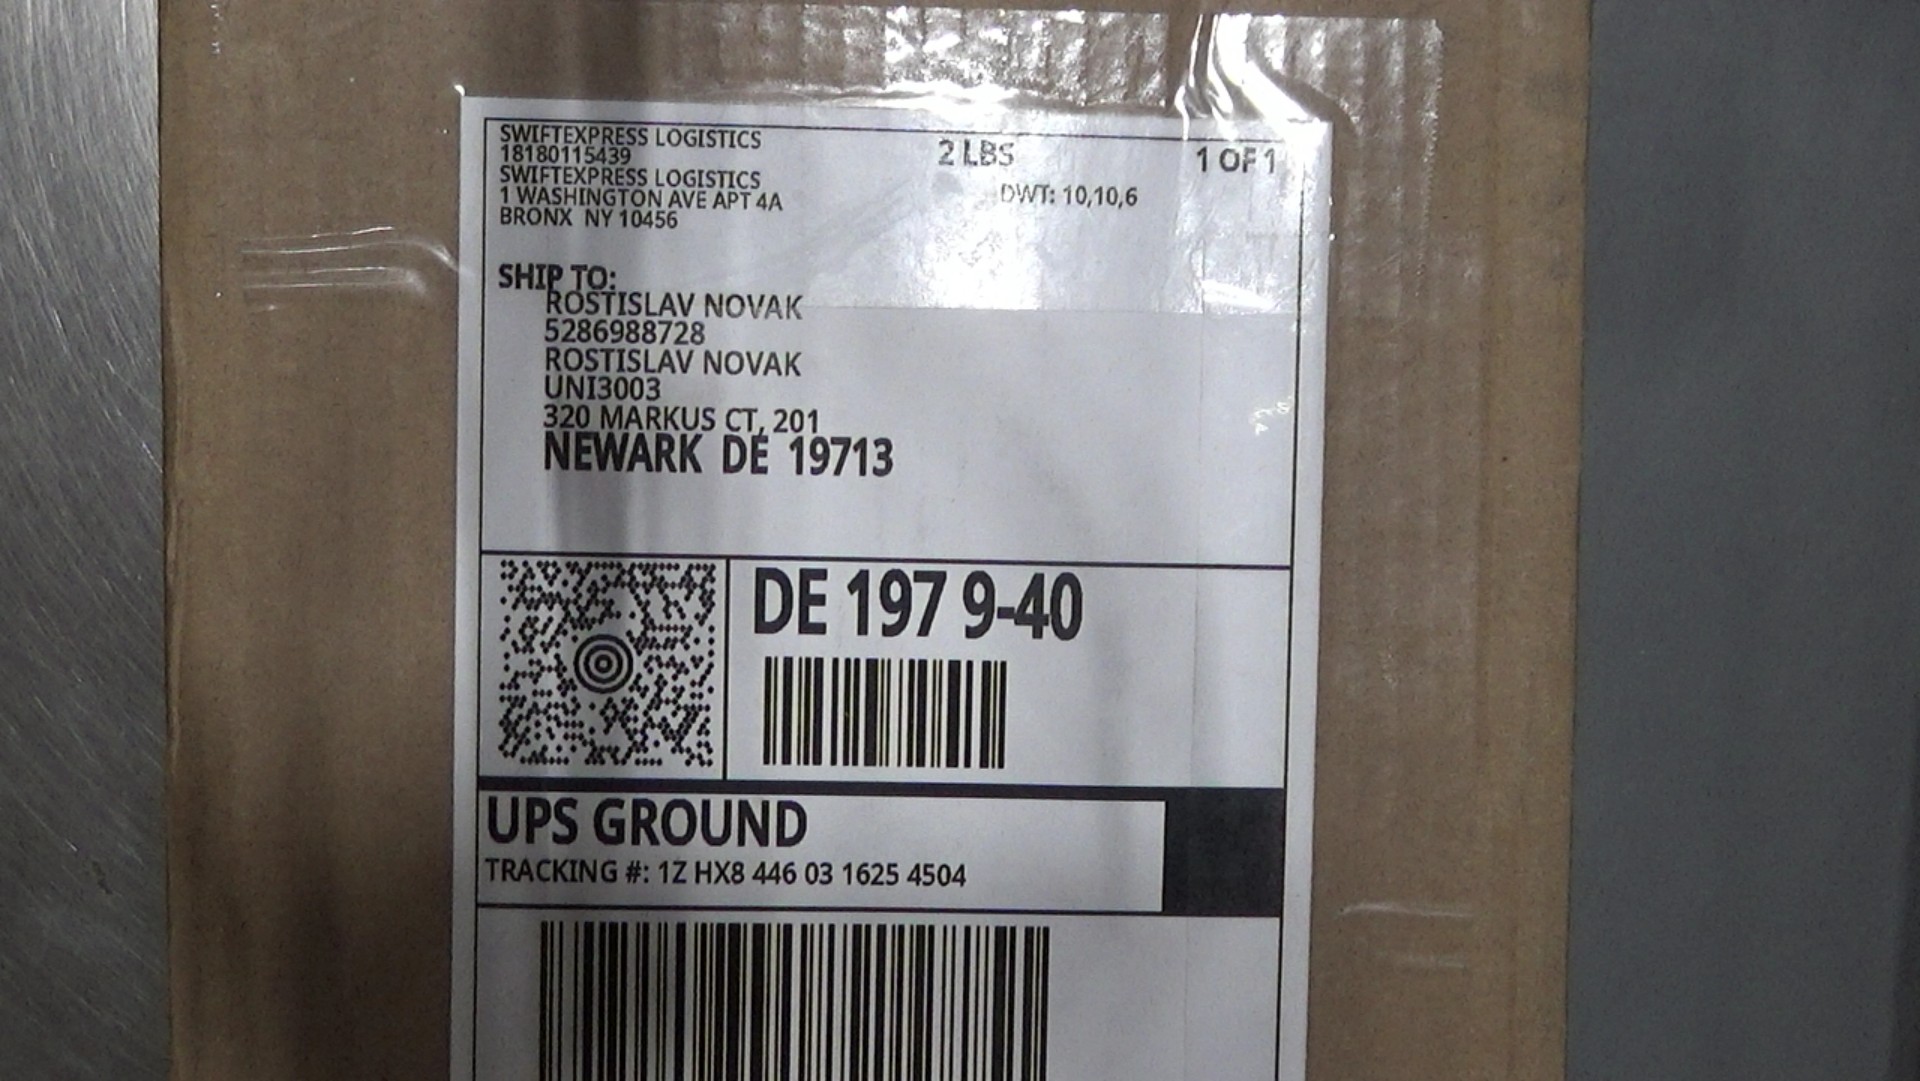 SWIFTEXPRESS LOGISTICS
18180115439
SWIFTEXPRESS LOGISTICS
1 WASHINGTON AVE APT 4A
BRONX NY 10456
2 LBS
1 OF 1
DWT: 10,10,6
SHIP TO:
ROSTISLAV NOVAK
5286988728
ROSTISLAV NOVAK
UNI3003
320 MARKUS CT, 201
NEWARK DE 19713
DE 197 9-40
UPS GROUND
TRACKING #: 1Z HX8 446 03 1625 4504